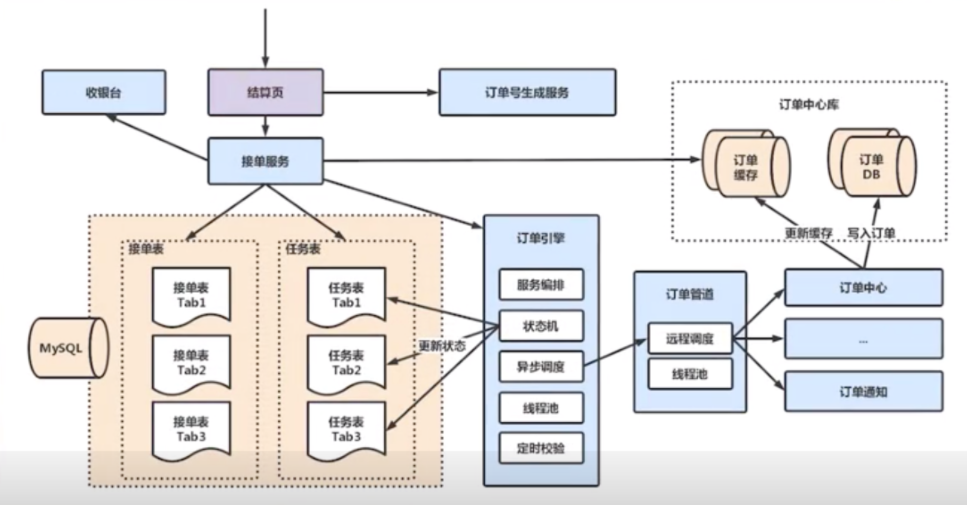 收银台
结算页
订单号生成服务
接单服务
订单中心库
订单
缓存
订单
DB
更新缓存
写入订单
接单表
任务表
接单表
Tab1
接单表
Tab2
接单表
Tab3
任务表
Tab1
任务表
Tab2
任务表
Tab3
MySQL
更新状态
订单引擎
服务编排
状态机
异步调度
线程池
定时校验
订单管道
远程调度
线程池
订单中心
...
订单通知